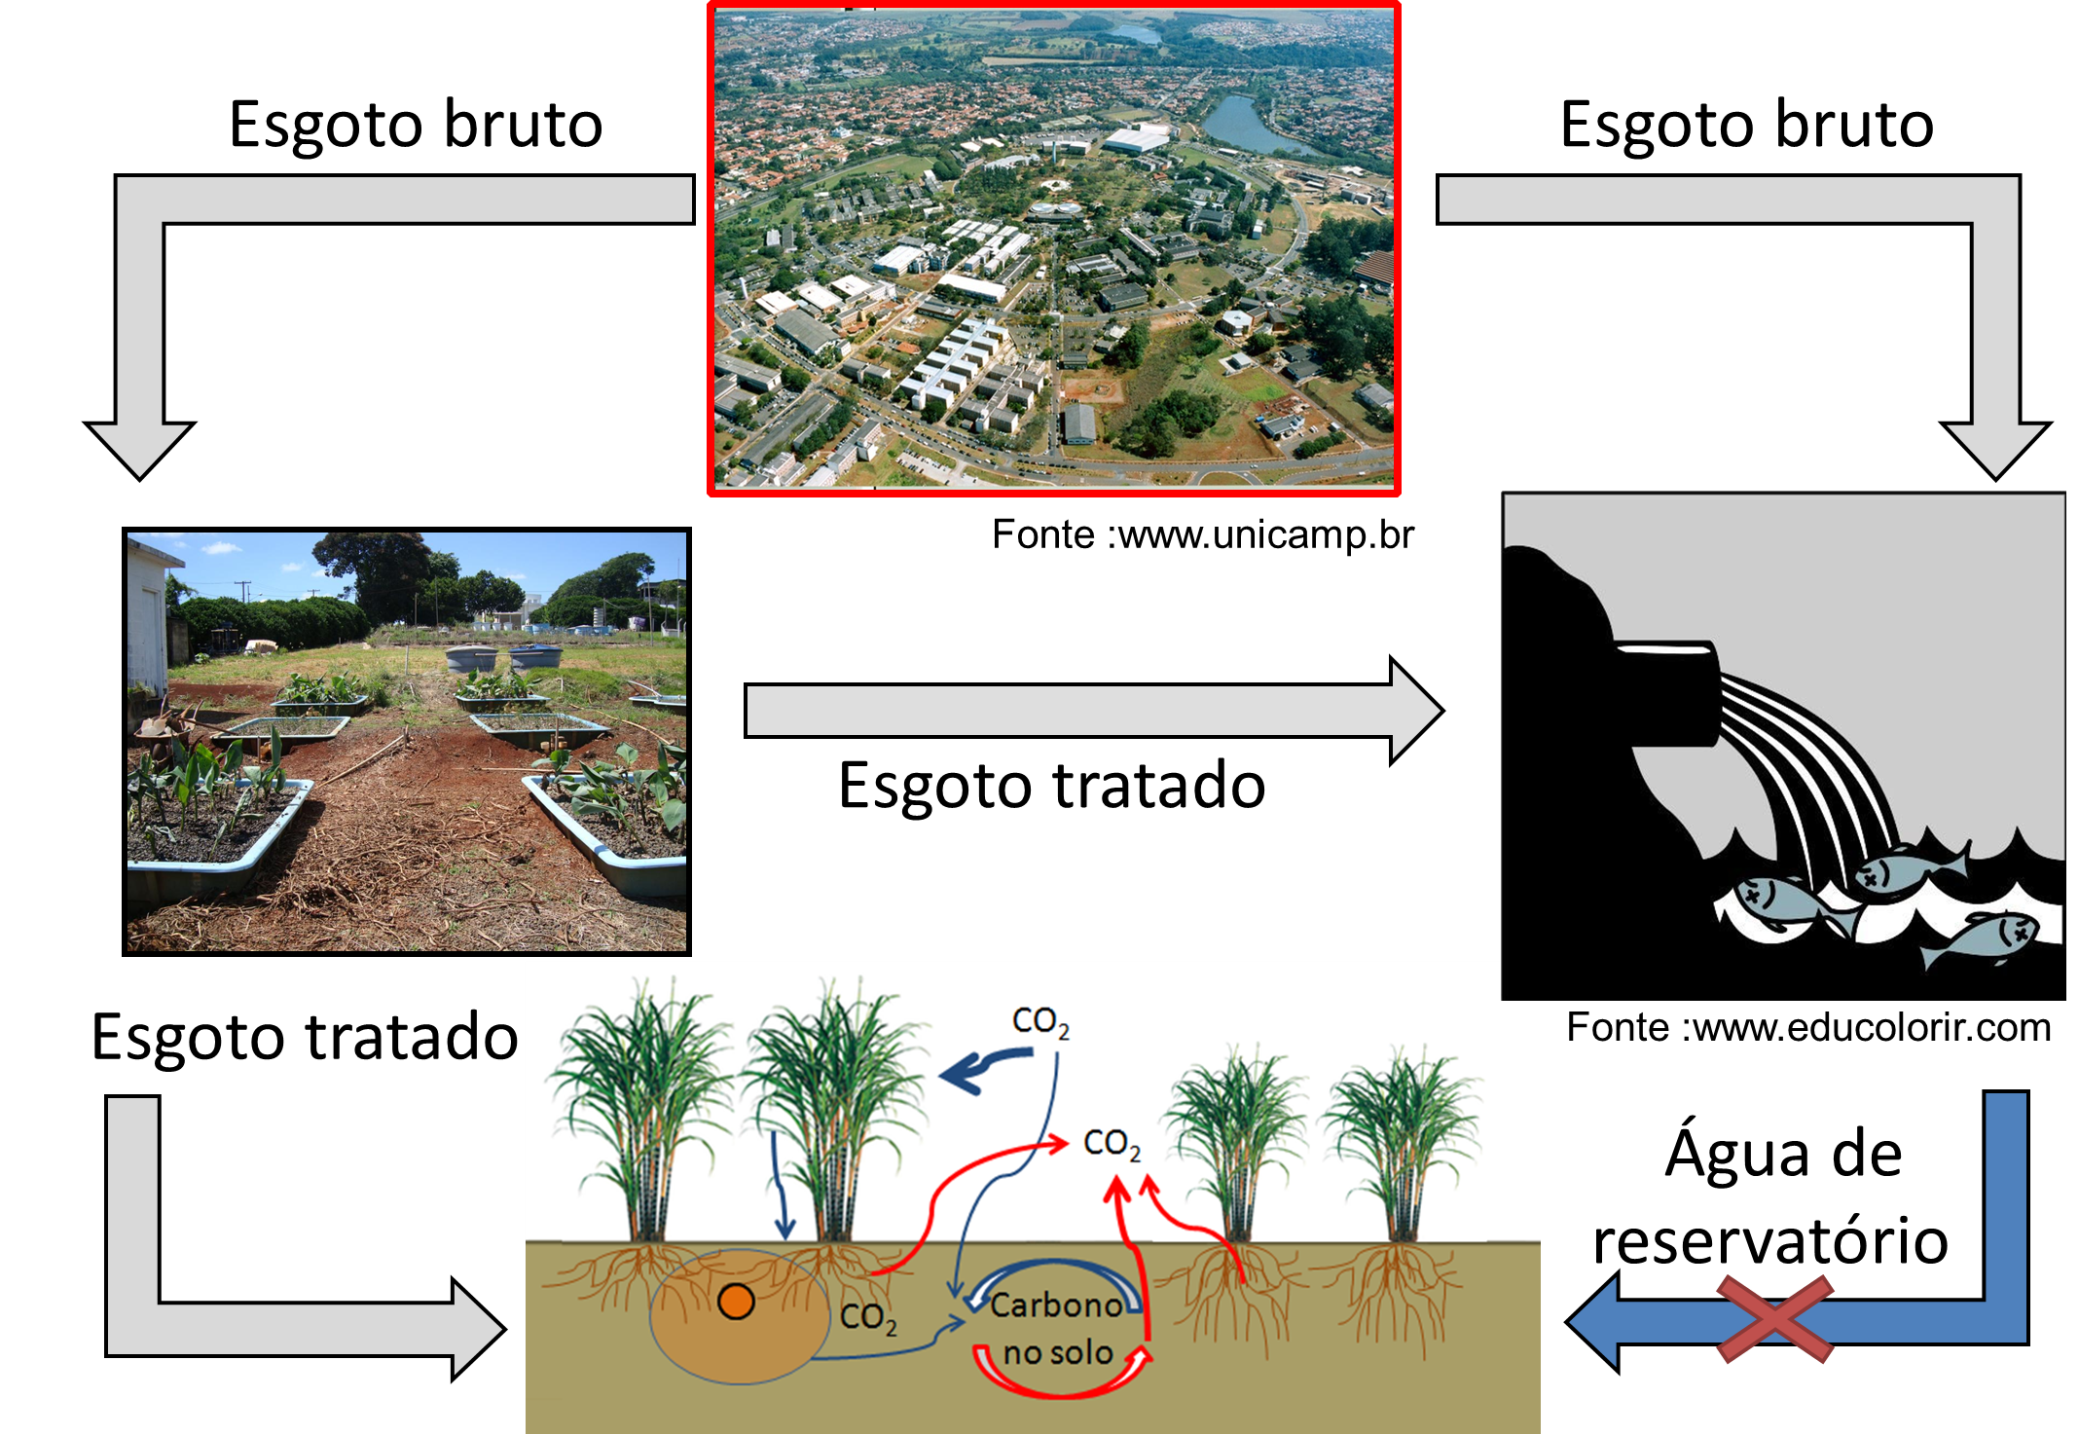 Esgoto bruto
Esgoto bruto
Fonte :www.unicamp.br
Esgoto tratado
Fonte :www.educolorir.com
Esgoto tratado
CO₂
CO₂
Água de
reservatório
CO₂
Carbono
no solo